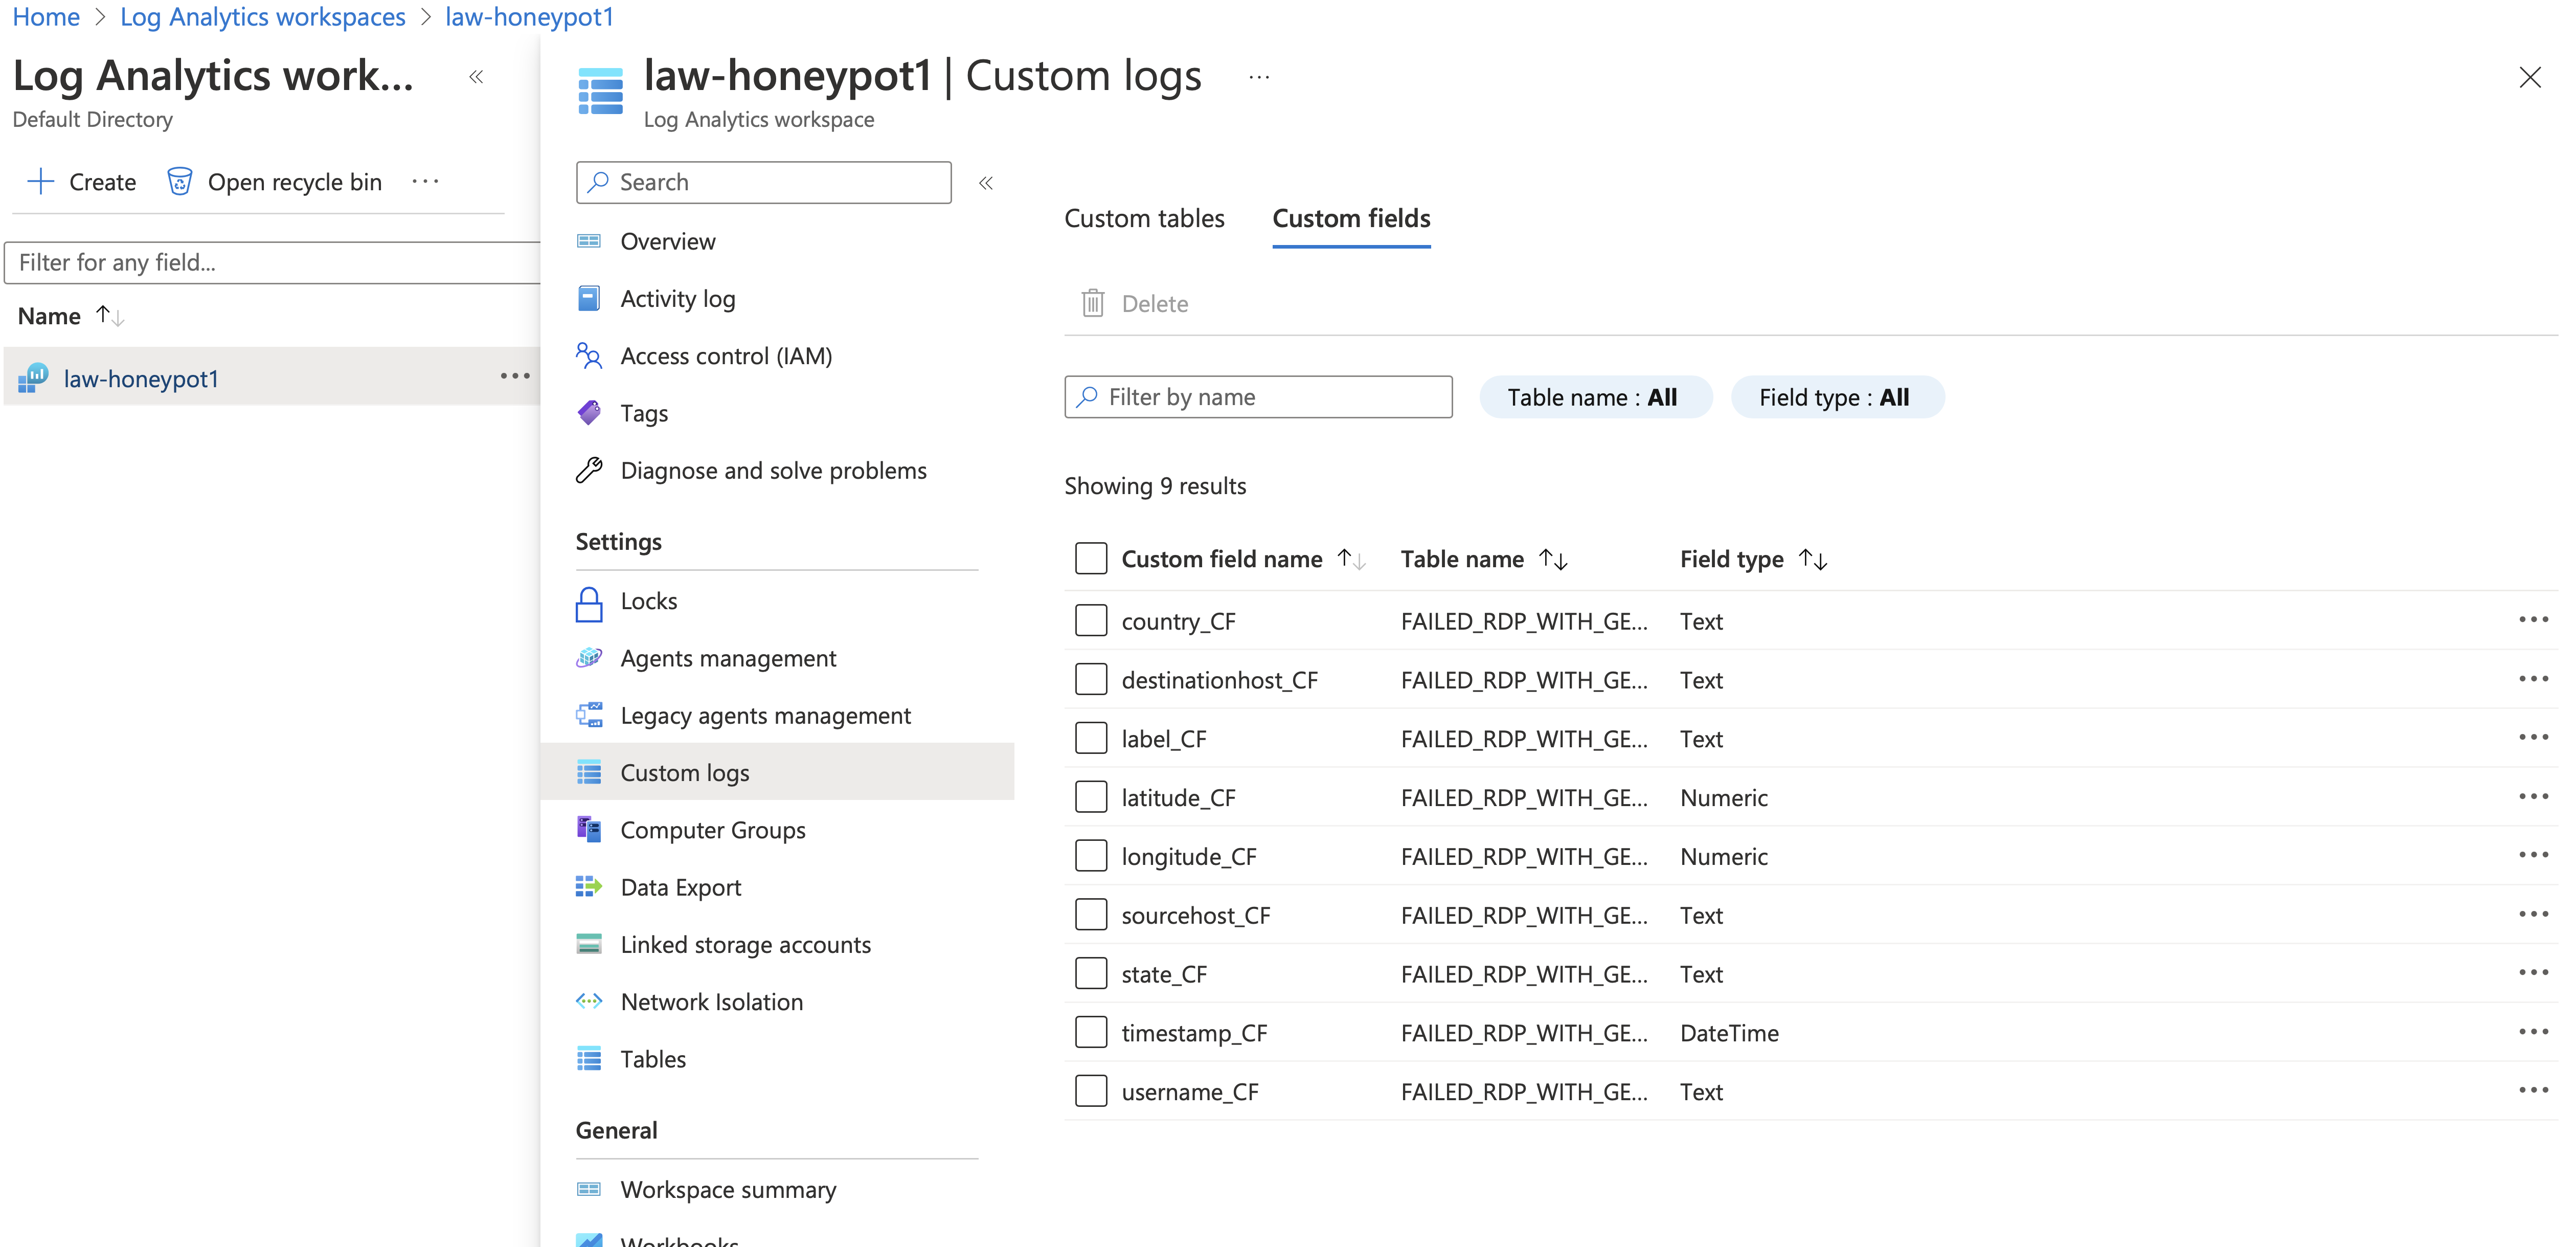 Home > Log Analytics workspaces > law-honeypot1
Log Analytics work...
Default Directory
Create Open recycle bin ...
Filter for any field...
Name
law-honeypot1
law-honeypot1 | Custom logs ...
Log Analytics workspace
Search
Overview
Activity log
Access control (IAM)
Tags
Diagnose and solve problems
Settings
Locks
Agents management
Legacy agents management
Custom logs
Computer Groups
Data Export
Linked storage accounts
Network Isolation
Tables
General
Workspace summary
Workbooks
Custom tables Custom fields
Delete
Filter by name Table name : All Field type : All
Showing 9 results
Custom field name Table name Field type
country_CF FAILED_RDP_WITH_GE... Text
destinationhost_CF FAILED_RDP_WITH_GE... Text
label_CF FAILED_RDP_WITH_GE... Text
latitude_CF FAILED_RDP_WITH_GE... Numeric
longitude_CF FAILED_RDP_WITH_GE... Numeric
sourcehost_CF FAILED_RDP_WITH_GE... Text
state_CF FAILED_RDP_WITH_GE... Text
timestamp_CF FAILED_RDP_WITH_GE... DateTime
username_CF FAILED_RDP_WITH_GE... Text